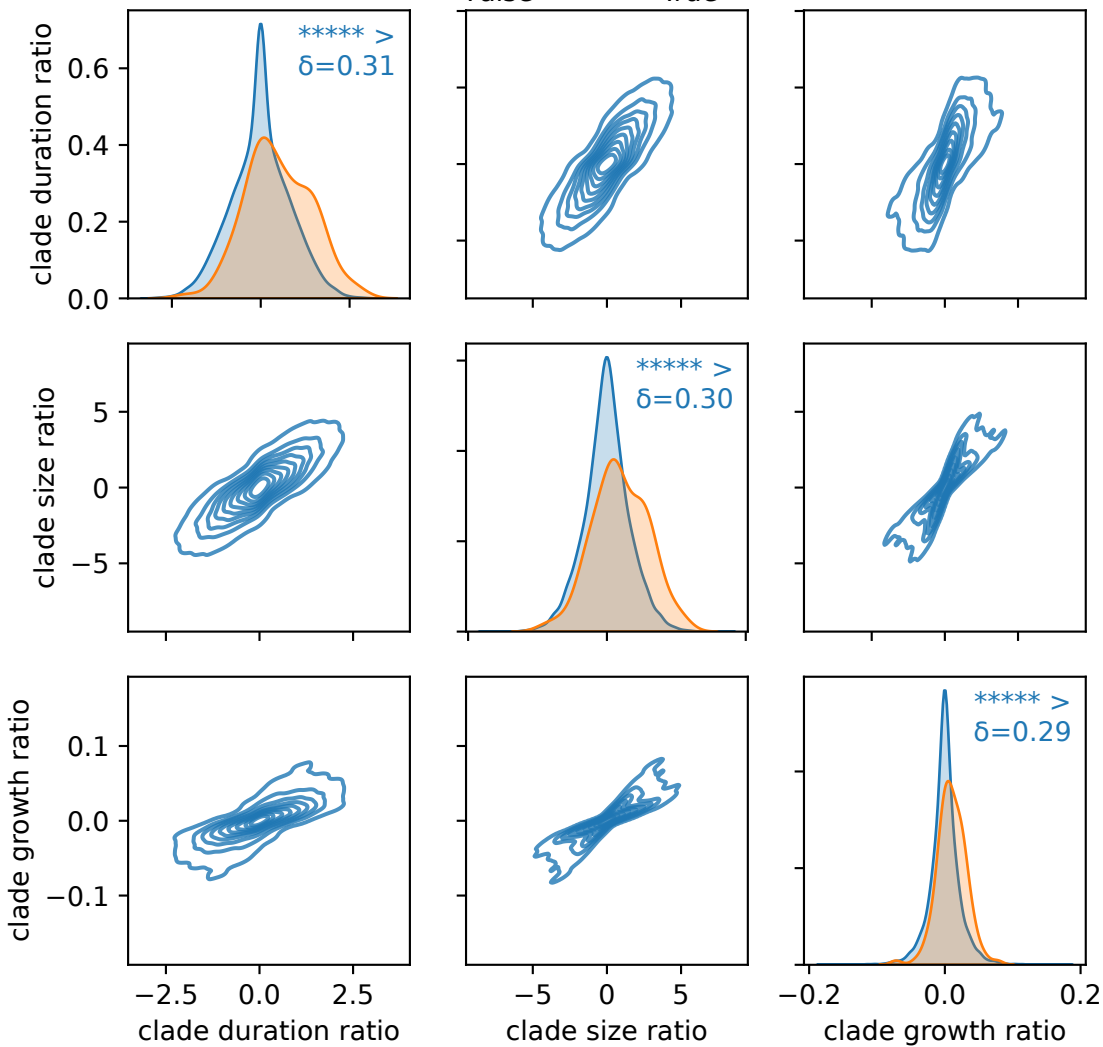 ***** >
δ=0.31
clade duration ratio
0.6
0.4
0.2
0.0
***** >
δ=0.30
clade size ratio
5
0
−5
***** >
δ=0.29
clade growth ratio
0.1
0.0
−0.1
−2.5 0.0 2.5
−5 0 5
−0.2 0.0 0.2
clade duration ratio
clade size ratio
clade growth ratio